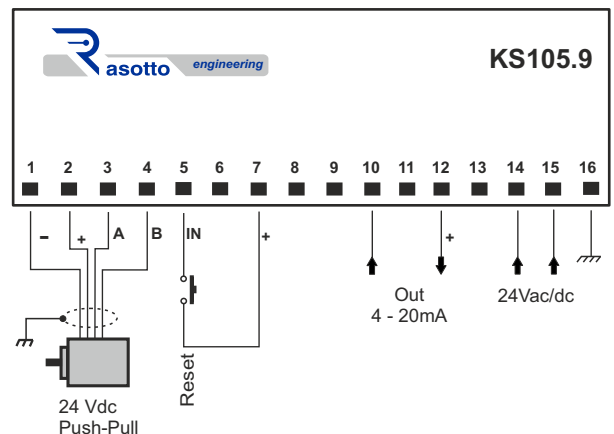 Rasotto engineering
KS105.9
1 2 3 4 5 6 7 8 9 10 11 12 13 14 15 16
- + A B IN + +
Out
4 - 20mA
24Vac/dc
Reset
24 Vdc
Push-Pull